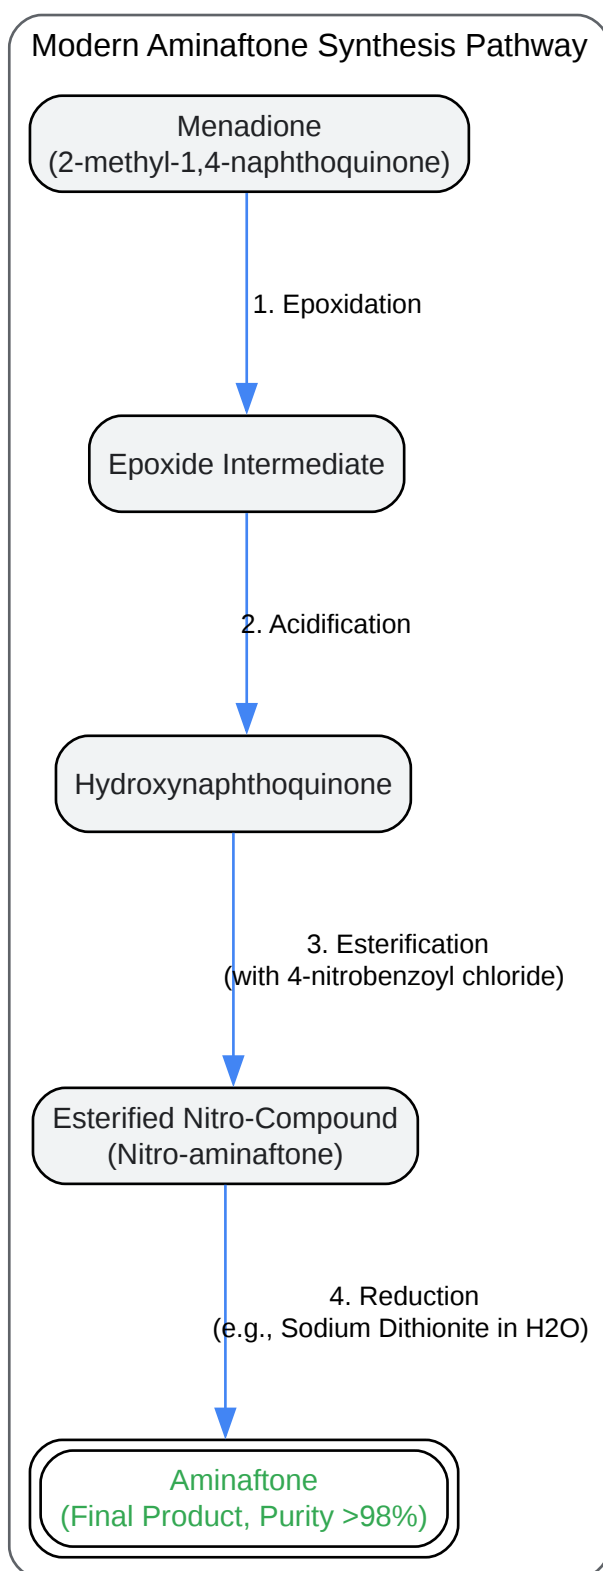 Modern Aminaftone Synthesis Pathway
Menadione
(2-methyl-1,4-naphthoquinone)
1. Epoxidation
Epoxide Intermediate
2. Acidification
Hydroxynaphthoquinone
3. Esterification
(with 4-nitrobenzoyl chloride)
Esterified Nitro-Compound
(Nitro-aminaftone)
4. Reduction
(e.g., Sodium Dithionite in H2O)
Aminaftone
(Final Product, Purity >98%)